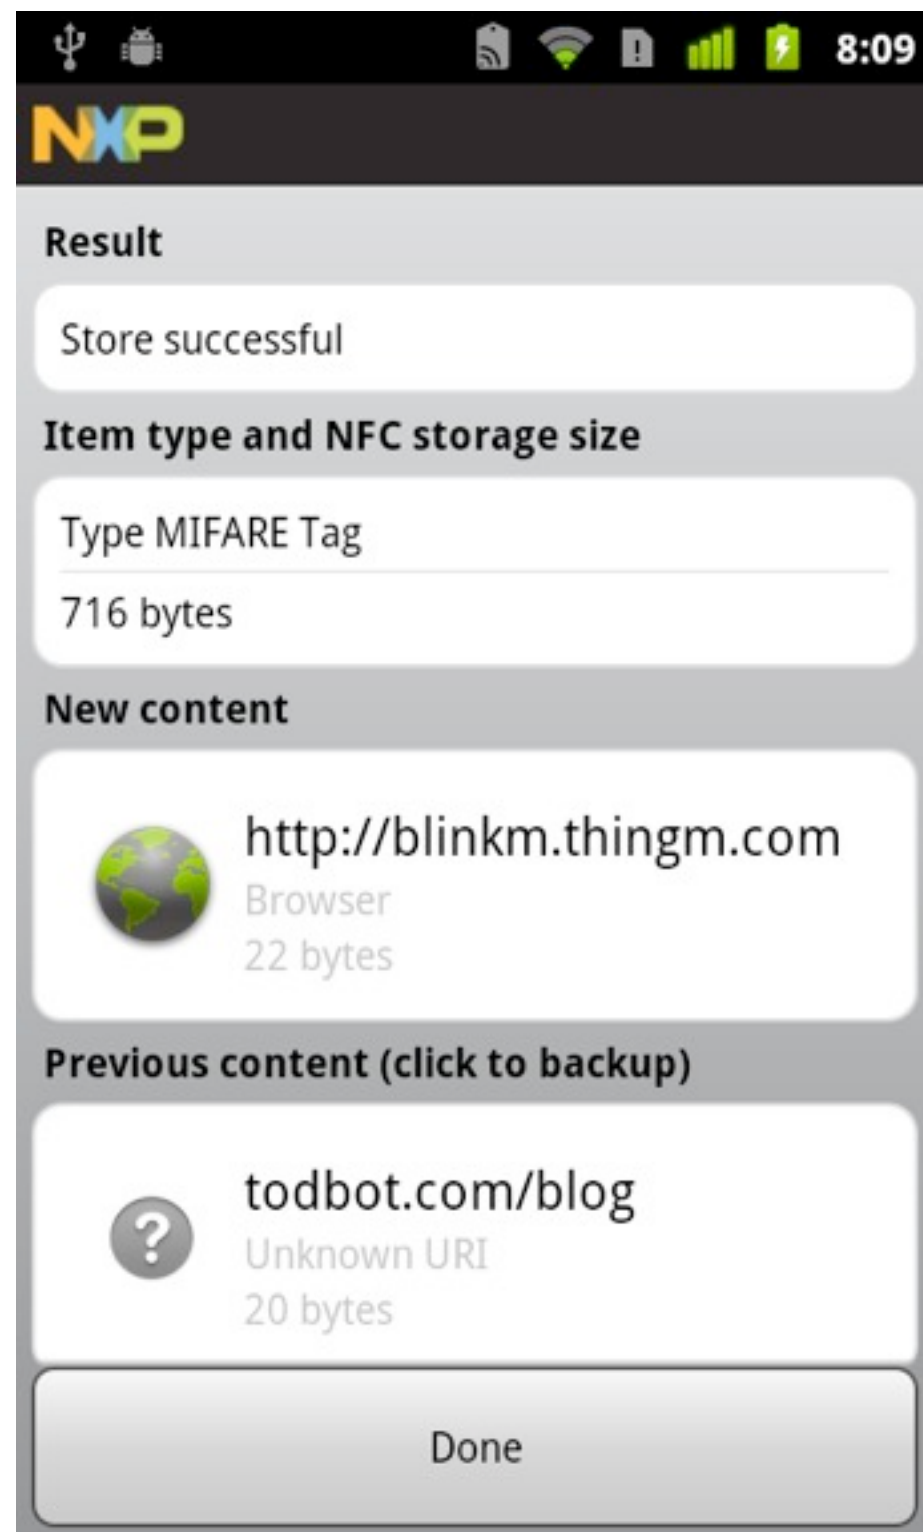 8:09
NXP
Result
Store successful
Item type and NFC storage size
Type MIFARE Tag
716 bytes
New content
http://blinkm.thingm.com
Browser
22 bytes
Previous content (click to backup)
todbot.com/blog
Unknown URI
20 bytes
Done